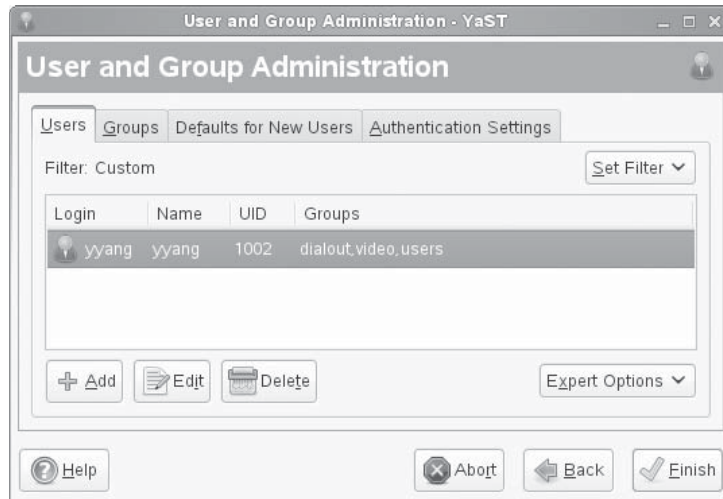 User and Group Administration - YaST
User and Group Administration
Users Groups Defaults for New Users Authentication Settings
Filter: Custom Set Filter
Login Name UID Groups
yyang yyang 1002 dialout,video,users
Add Edit Delete Expert Options
Help Abort Back Finish